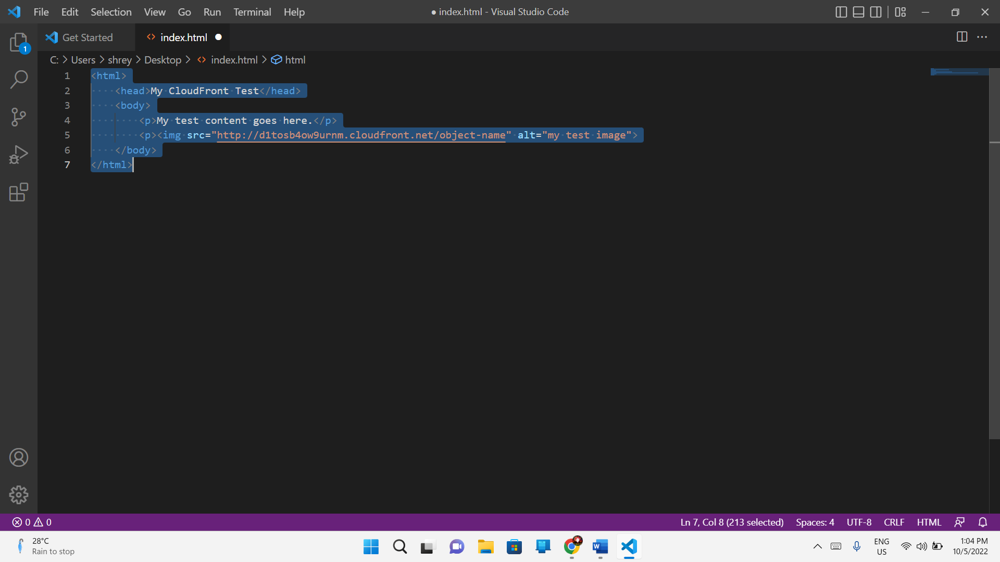 File Edit Selection View Go Run Terminal Help
● index.html - Visual Studio Code
1
Get Started
index.html ●
C: > Users > shrey > Desktop > <> index.html > html
1 <html>
2 <head>My CloudFront Test</head>
3 <body>
4 <p>My test content goes here.</p>
5 <p><img src="http://d1tosb4ow9urnm.cloudfront.net/object-name" alt="my test image">
6 </body>
7 </html>
0 0
Ln 7, Col 8 (213 selected) Spaces: 4 UTF-8 CRLF HTML
28°C
Rain to stop
W
ENG
US
1:04 PM
10/5/2022